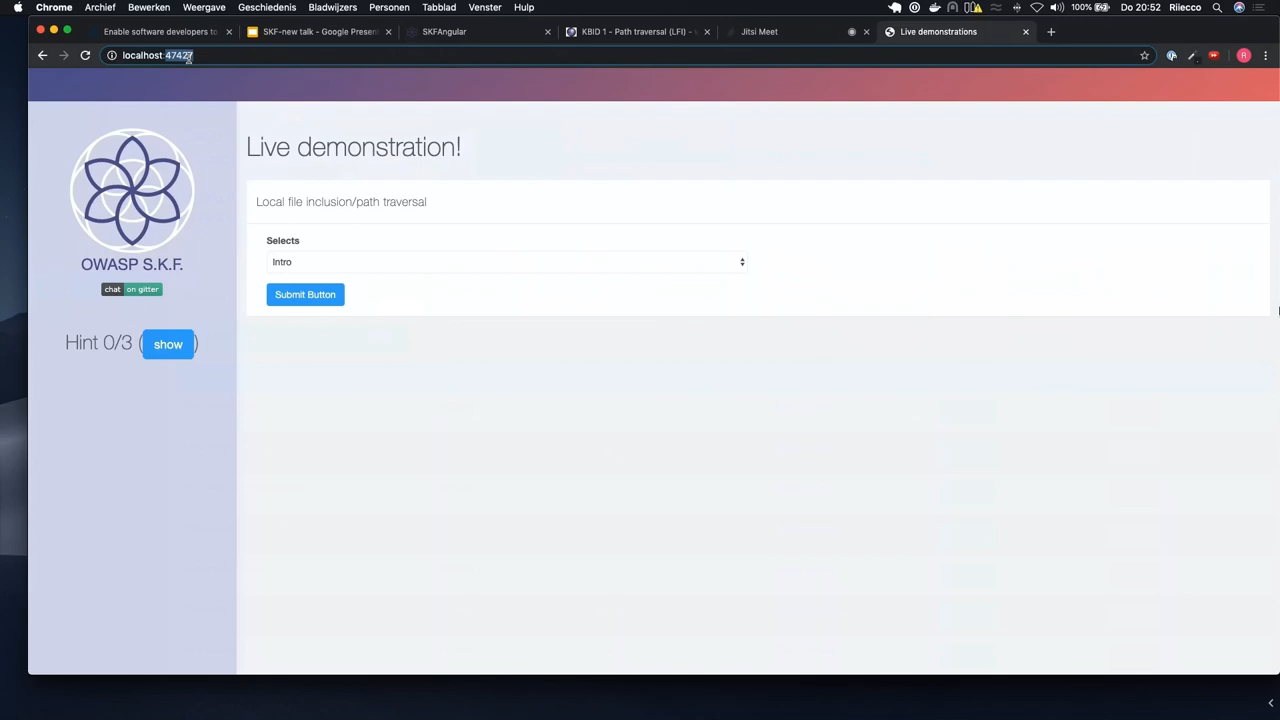 Chrome Archief Bewerken Weergave Geschiedenis Bladwijzers Personen Tabblad Venster Help 100% Do 20:52 Riiecco
Enable software developers to SKF-new talk - Google Presen SKFAngular KBID 1 - Path traversal (LFI) - Jitsi Meet Live demonstrations
localhost:47427
R
Live demonstration!
Local file inclusion/path traversal
Selects
Intro
Submit Button
OWASP S.K.F.
chat on gitter
Hint 0/3 (show)